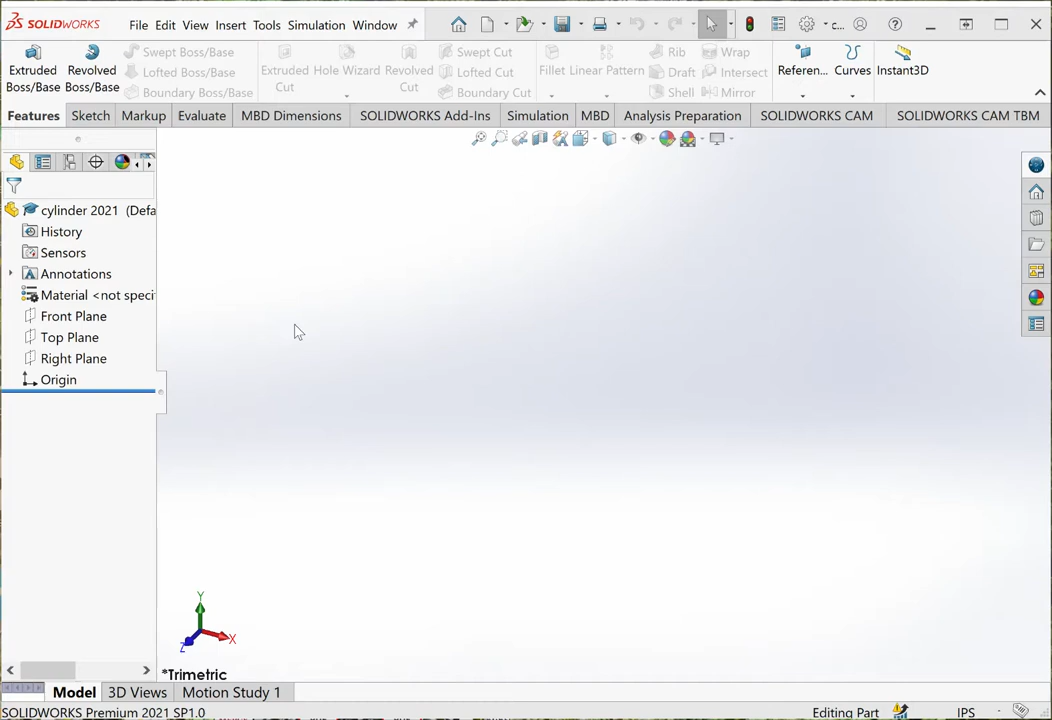 SOLIDWORKS File Edit View Insert Tools Simulation Window c...
Extruded Boss/Base
Revolved Boss/Base
Swept Boss/Base
Lofted Boss/Base
Boundary Boss/Base
Extruded Cut
Hole Wizard
Revolved Cut
Swept Cut
Lofted Cut
Boundary Cut
Fillet
Linear Pattern
Rib
Draft
Shell
Wrap
Intersect
Mirror
Referen...
Curves
Instant3D
Features Sketch Markup Evaluate MBD Dimensions SOLIDWORKS Add-Ins Simulation MBD Analysis Preparation SOLIDWORKS CAM SOLIDWORKS CAM TBM
cylinder 2021 (Defa
History
Sensors
Annotations
Material <not speci
Front Plane
Top Plane
Right Plane
Origin
Y
X
Z
*Trimetric
Model 3D Views Motion Study 1
SOLIDWORKS Premium 2021 SP1.0 Editing Part IPS -